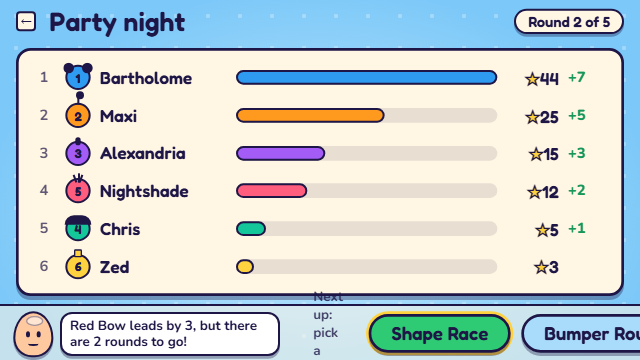 ←
Party night
Round 2 of 5
1 1 Bartholome ☆44 +7
2 2 Maxi ☆25 +5
3 3 Alexandria ☆15 +3
4 5 Nightshade ☆12 +2
5 4 Chris ☆5 +1
6 6 Zed ☆3
Red Bow leads by 3, but there
are 2 rounds to go!
Next
up:
pick
a
Shape Race
Bumper Rou